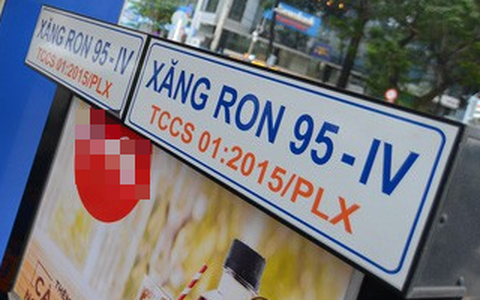 XĂNG RON 95-IV
TCCS 01:2015/PLX
XĂNG RON 95-IV
TCCS 01:2015/PLX